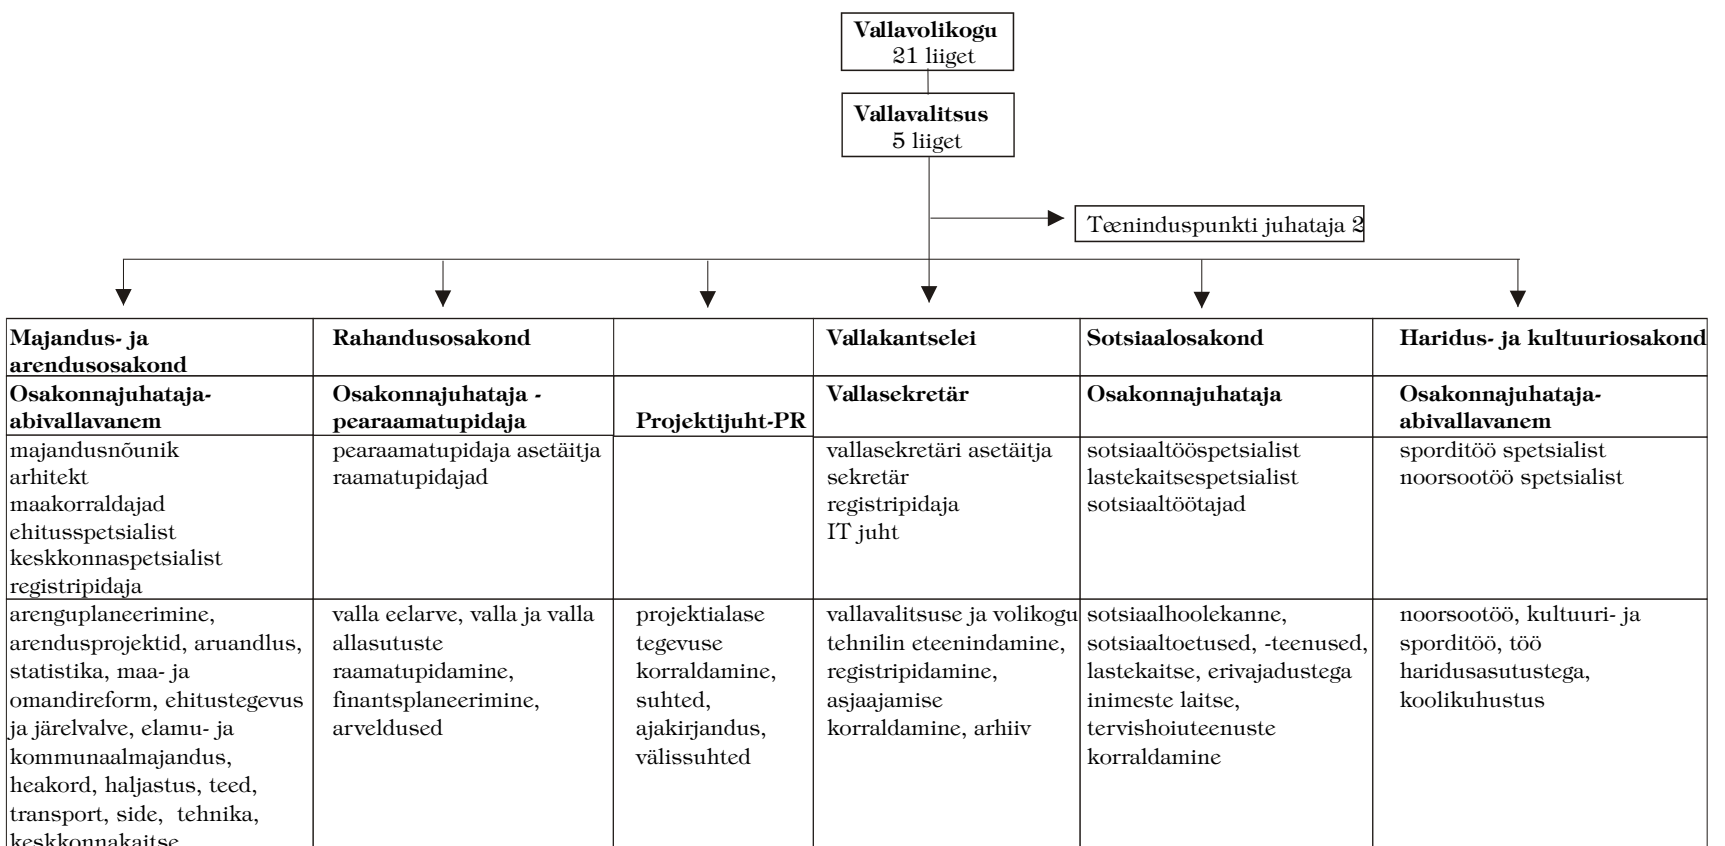 Vallavolikogu
21 liiget
Vallavalitsus
5 liiget
Teeninduspunkti juhataja 2
Majandus- ja
arendusosakond
Rahandusosakond
Vallakantselei
Sotsiaalosakond
Haridus- ja kultuuriosakond
Osakonnajuhataja-
abivallavanem
Osakonnajuhataja -
pearaamatupidaja
Projektijuht-PR
Vallasekretär
Osakonnajuhataja
Osakonnajuhataja-
abivallavanem
majandusnõunik
arhitekt
maakorraldajad
ehitusspetsialist
keskkonnaspetsialist
registripidaja
pearaamatupidaja asetäitja
raamatupidajad
vallasekretäri asetäitja
sekretär
registripidaja
IT juht
sotsiaaltööspetsialist
lastekaitsespetsialist
sotsiaaltöötajad
sporditöö spetsialist
noorsootöö spetsialist
arenguplaneerimine,
arendusprojektid, aruandlus,
statistika, maa- ja
omandireform, ehitustegevus
ja järelvalve, elamu- ja
kommunaalmajandus,
heakord, haljastus, teed,
transport, side, tehnika,
keskkonnakaitse
valla eelarve, valla ja valla
allasutuste
raamatupidamine,
finantsplaneerimine,
arveldused
projektialase
tegevuse
korraldamine,
suhted,
ajakirjandus,
välissuhted
vallavalitsuse ja volikogu
tehnilin eteenindamine,
registripidamine,
asjaajamise
korraldamine, arhiiv
sotsiaalhoolekanne,
sotsiaaltoetused, -teenused,
lastekaitse, erivajadustega
inimeste laitse,
tervishoiuteenuste
korraldamine
noorsootöö, kultuuri- ja
sporditöö, töö
haridusasutustega,
koolikuhustus